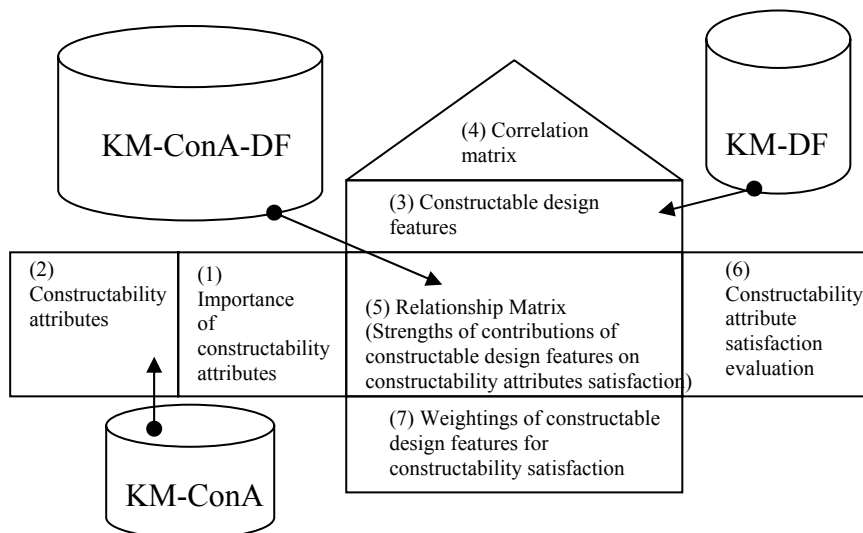 KM-ConA-DF
KM-DF
(4) Correlation
matrix
(3) Constructable design
features
(2)
Constructability
attributes
(1)
Importance
of
constructability
attributes
(5) Relationship Matrix
(Strengths of contributions of
constructable design features on
constructability attributes satisfaction)
(6)
Constructability
attribute
satisfaction
evaluation
(7) Weightings of constructable
design features for
constructability satisfaction
KM-ConA